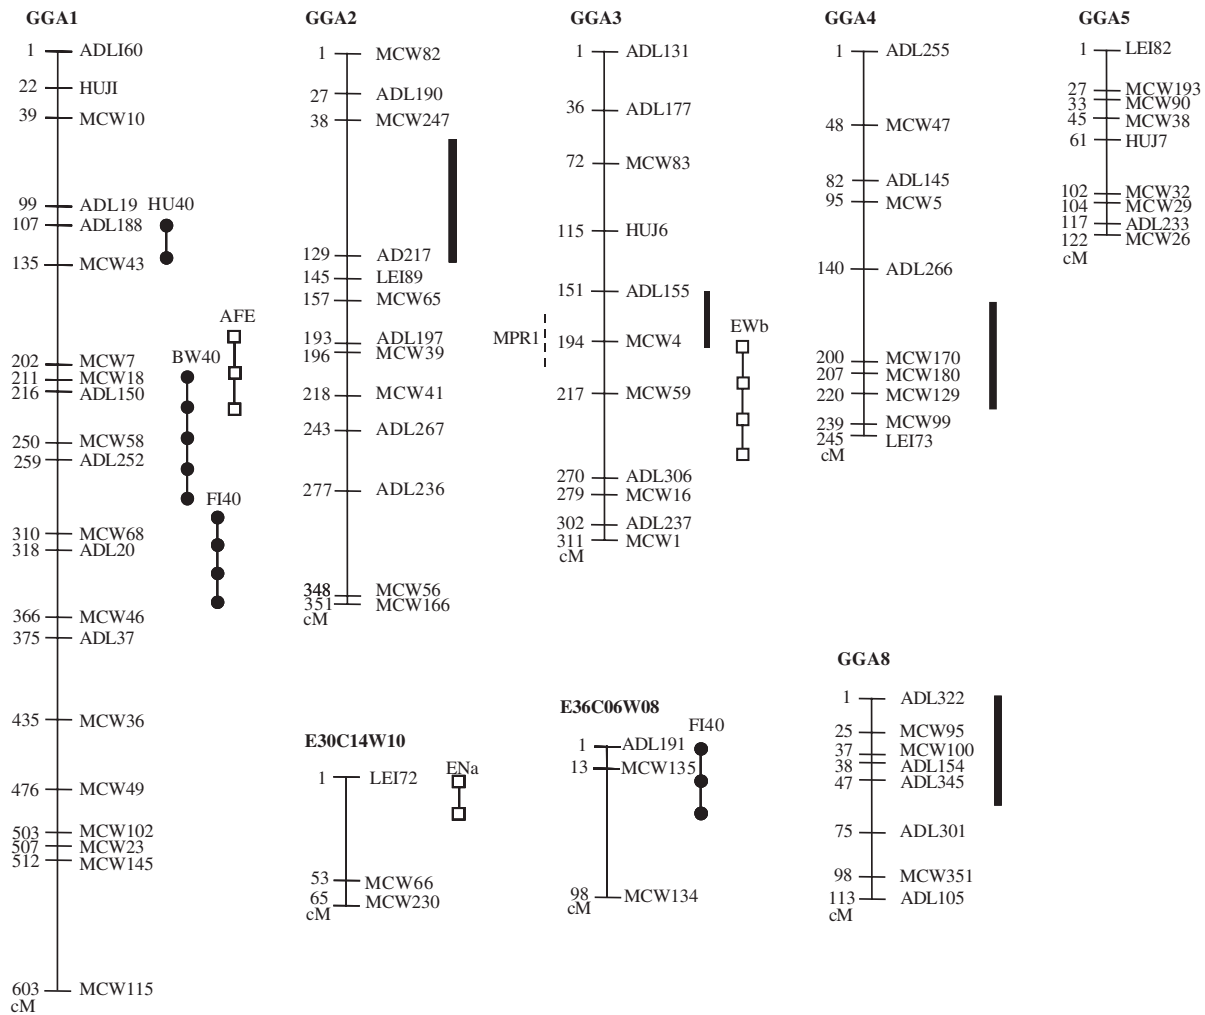 GGA1
1 ADLI60
22 HUJI
39 MCW10
99 ADL19
107 ADL188
135 MCW43
202 MCW7
211 MCW18
216 ADL150
250 MCW58
259 ADL252
310 MCW68
318 ADL20
366 MCW46
375 ADL37
435 MCW36
476 MCW49
503 MCW102
507 MCW23
512 MCW145
603 MCW115
cM
HU40
AFE
BW40
FI40
GGA2
1 MCW82
27 ADL190
38 MCW247
129 AD217
145 LEI89
157 MCW65
193 ADL197
196 MCW39
218 MCW41
243 ADL267
277 ADL236
348 MCW56
351 MCW166
cM
GGA3
1 ADL131
36 ADL177
72 MCW83
115 HUJ6
151 ADL155
194 MCW4
217 MCW59
270 ADL306
279 MCW16
302 ADL237
311 MCW1
cM
MPR1
EWb
GGA4
1 ADL255
48 MCW47
82 ADL145
95 MCW5
140 ADL266
200 MCW170
207 MCW180
220 MCW129
239 MCW99
245 LEI73
cM
GGA5
1 LEI82
27 MCW193
33 MCW90
45 MCW38
61 HUJ7
102 MCW32
104 MCW29
117 ADL233
122 MCW26
cM
E30C14W10
1 LEI72
53 MCW66
65 MCW230
cM
ENa
E36C06W08
1 ADL191
13 MCW135
98 MCW134
cM
FI40
GGA8
1 ADL322
25 MCW95
37 MCW100
38 ADL154
47 ADL345
75 ADL301
98 MCW351
113 ADL105
cM